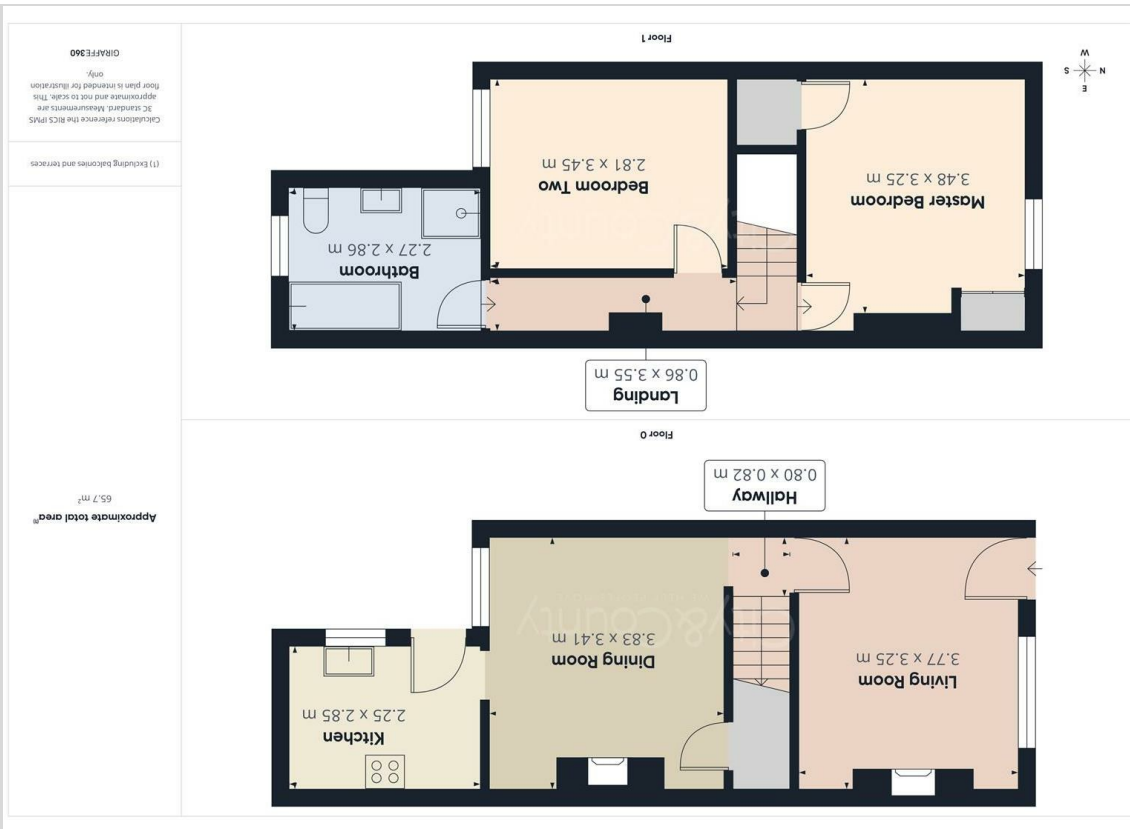 Approximate total area⁽¹⁾
65.7 m²
(1) Excluding balconies and terraces
Calculations reference the RICS IPMS
3C standard. Measurements are
approximate and not to scale. This
floor plan is intended for illustration
only.
GIRAFFE360
Living Room
3.77 x 3.25 m
Dining Room
3.83 x 3.41 m
Kitchen
2.25 x 2.85 m
City&County
Hallway
0.80 x 0.82 m
Floor 0
Landing
0.86 x 3.55 m
Master Bedroom
3.48 x 3.25 m
Bedroom Two
2.81 x 3.45 m
Bathroom
2.27 x 2.86 m
Floor 1
E
N
S
W